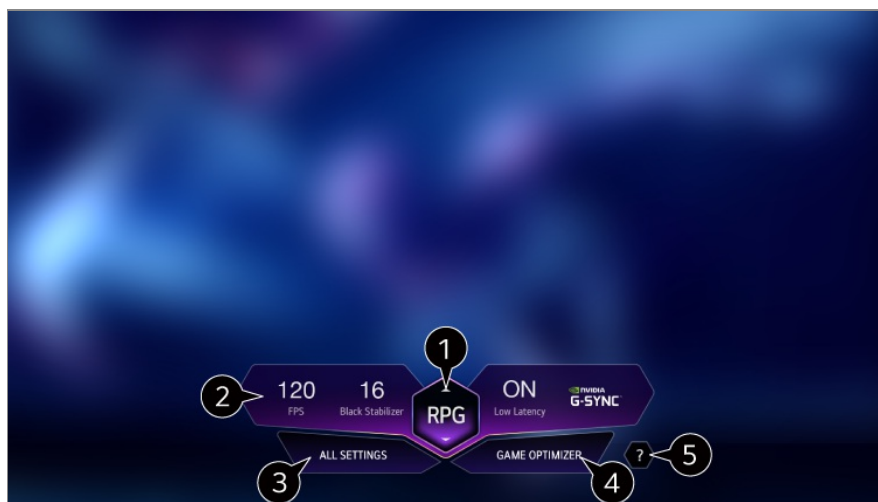 1
2
120
FPS
16
Black Stabilizer
RPG
ON
Low Latency
NVIDIA
G-SYNC
ALL SETTINGS
GAME OPTIMIZER
?
5
3
4